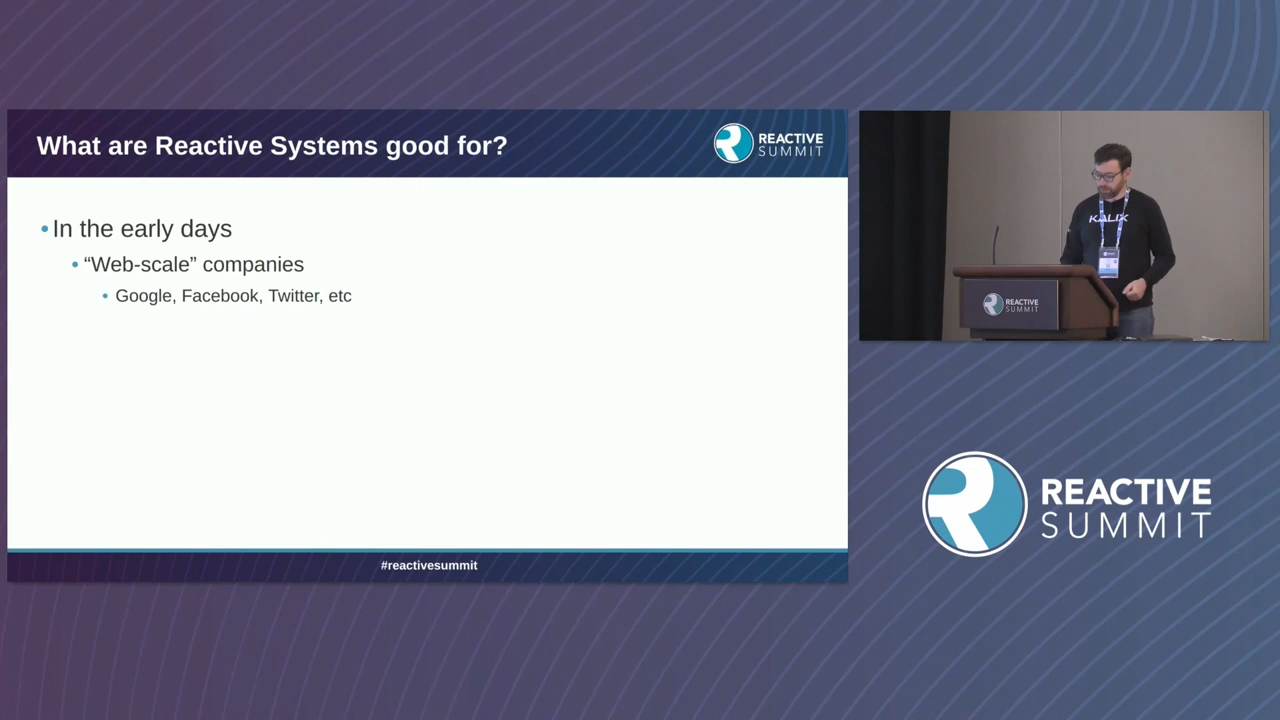 What are Reactive Systems good for?
REACTIVE
SUMMIT
•In the early days
• “Web-scale” companies
• Google, Facebook, Twitter, etc
#reactivesummit
KALIX
REACTIVE
SUMMIT
REACTIVE
SUMMIT